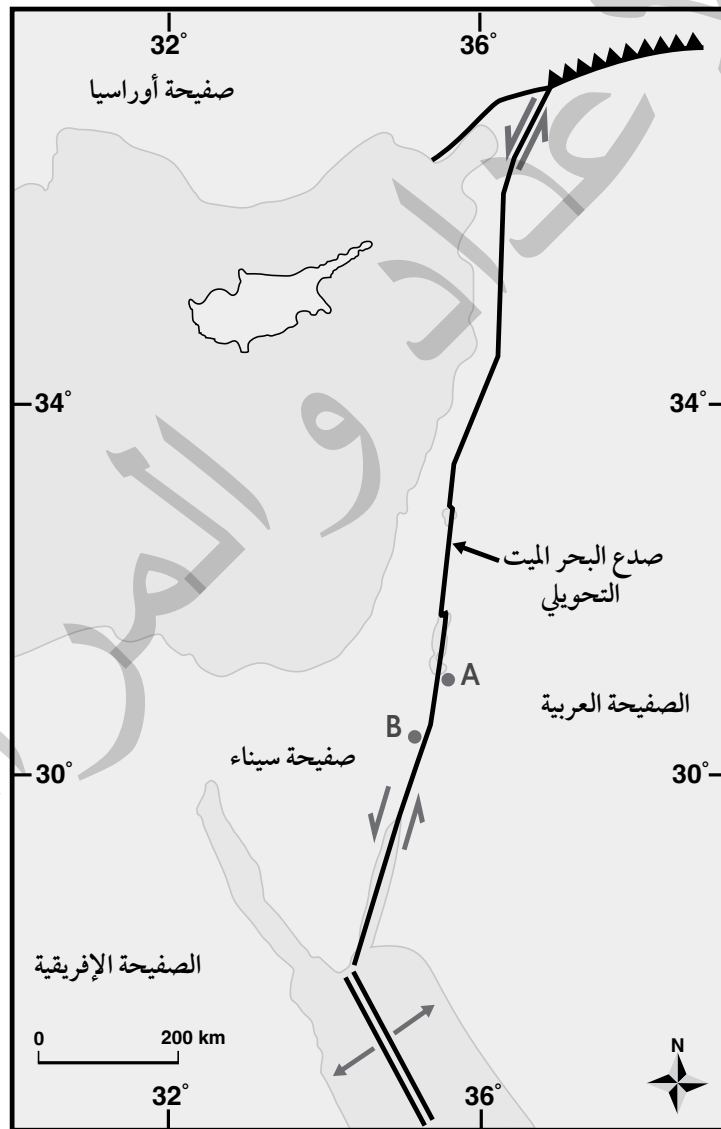 32° 36°
صفيحة أوراسيا
34° 34°
صدع البحر الميت
التحويلي
A
الصفيحة العربية
B
صفيحة سيناء
30° 30°
الصفيحة الإفريقية
0 200 km
N
32° 36°